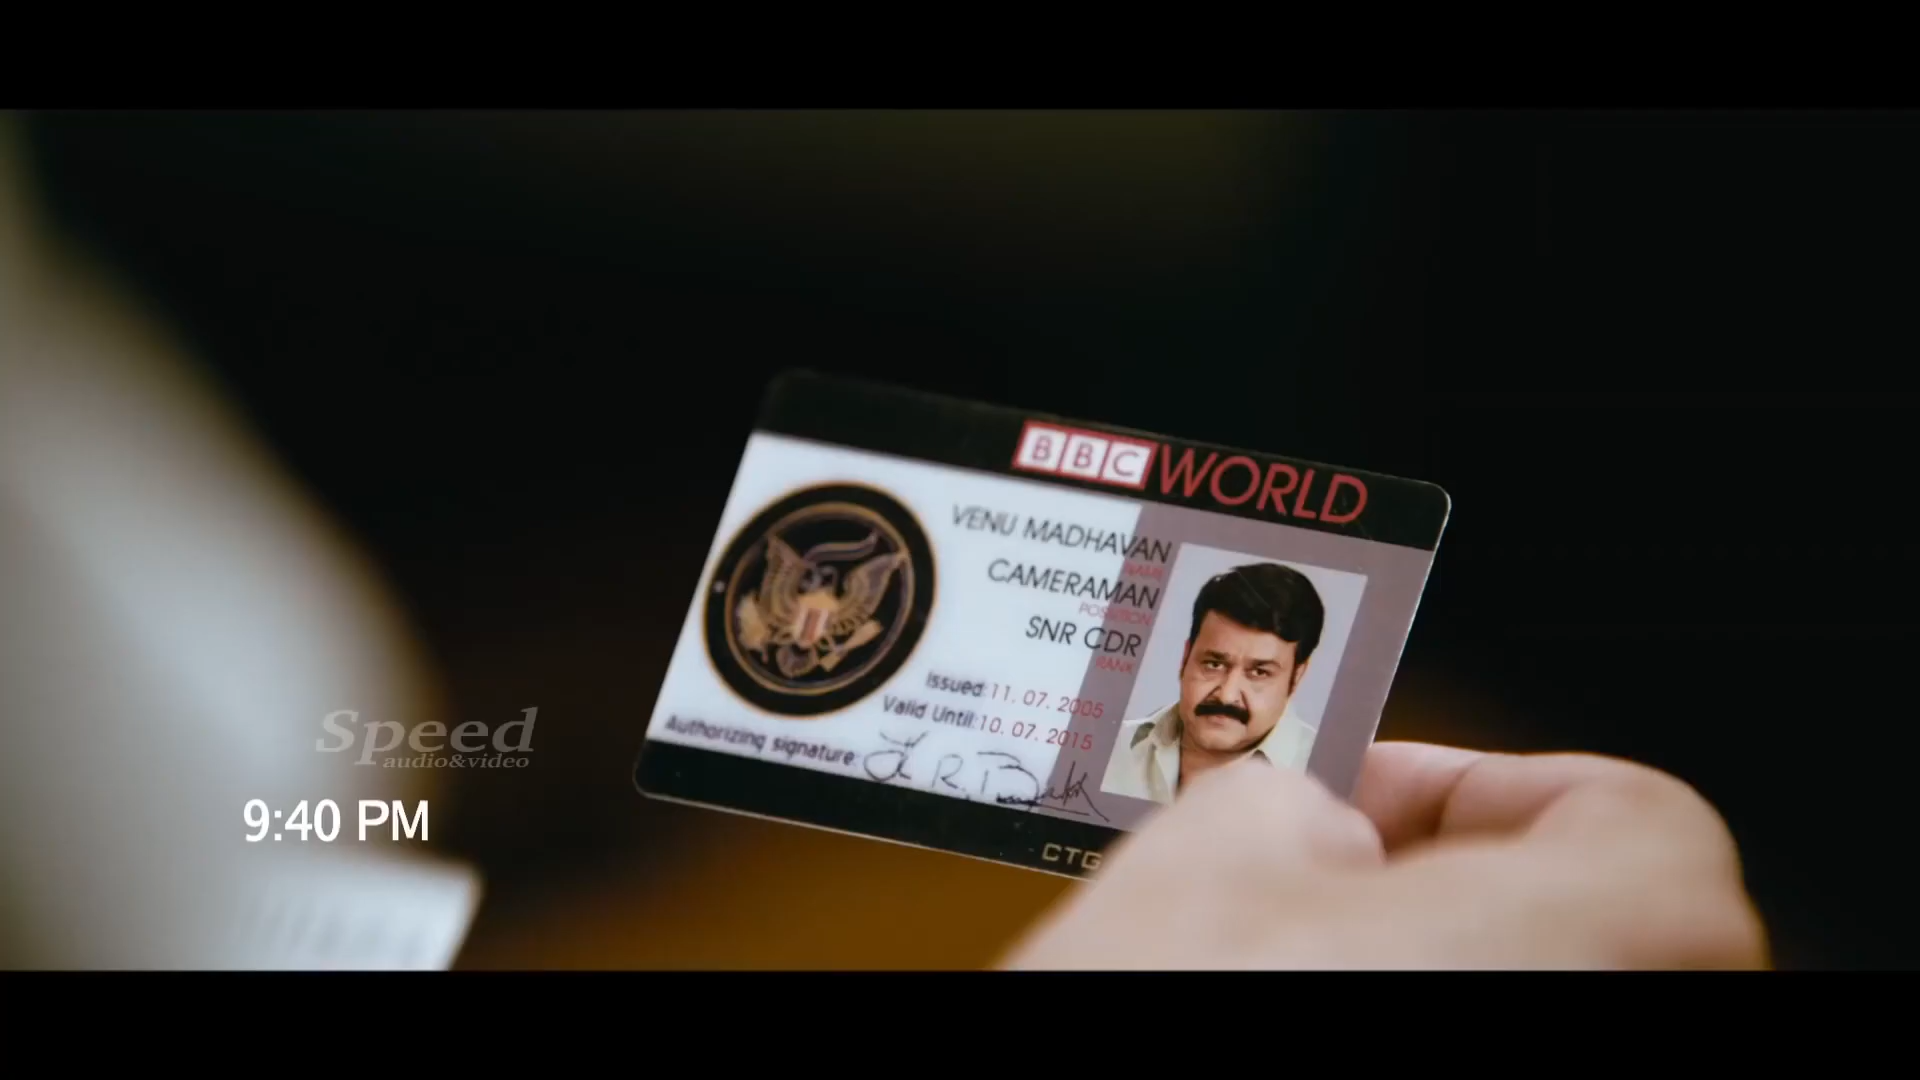 BBC WORLD
VENU MADHAVAN
NAME
CAMERAMAN
POSITION
SNR CDR
RANK
Issued: 11. 07. 2005
Valid Until: 10. 07. 2015
Authorizing signature:
CTG
Speed
audio&video
9:40 PM